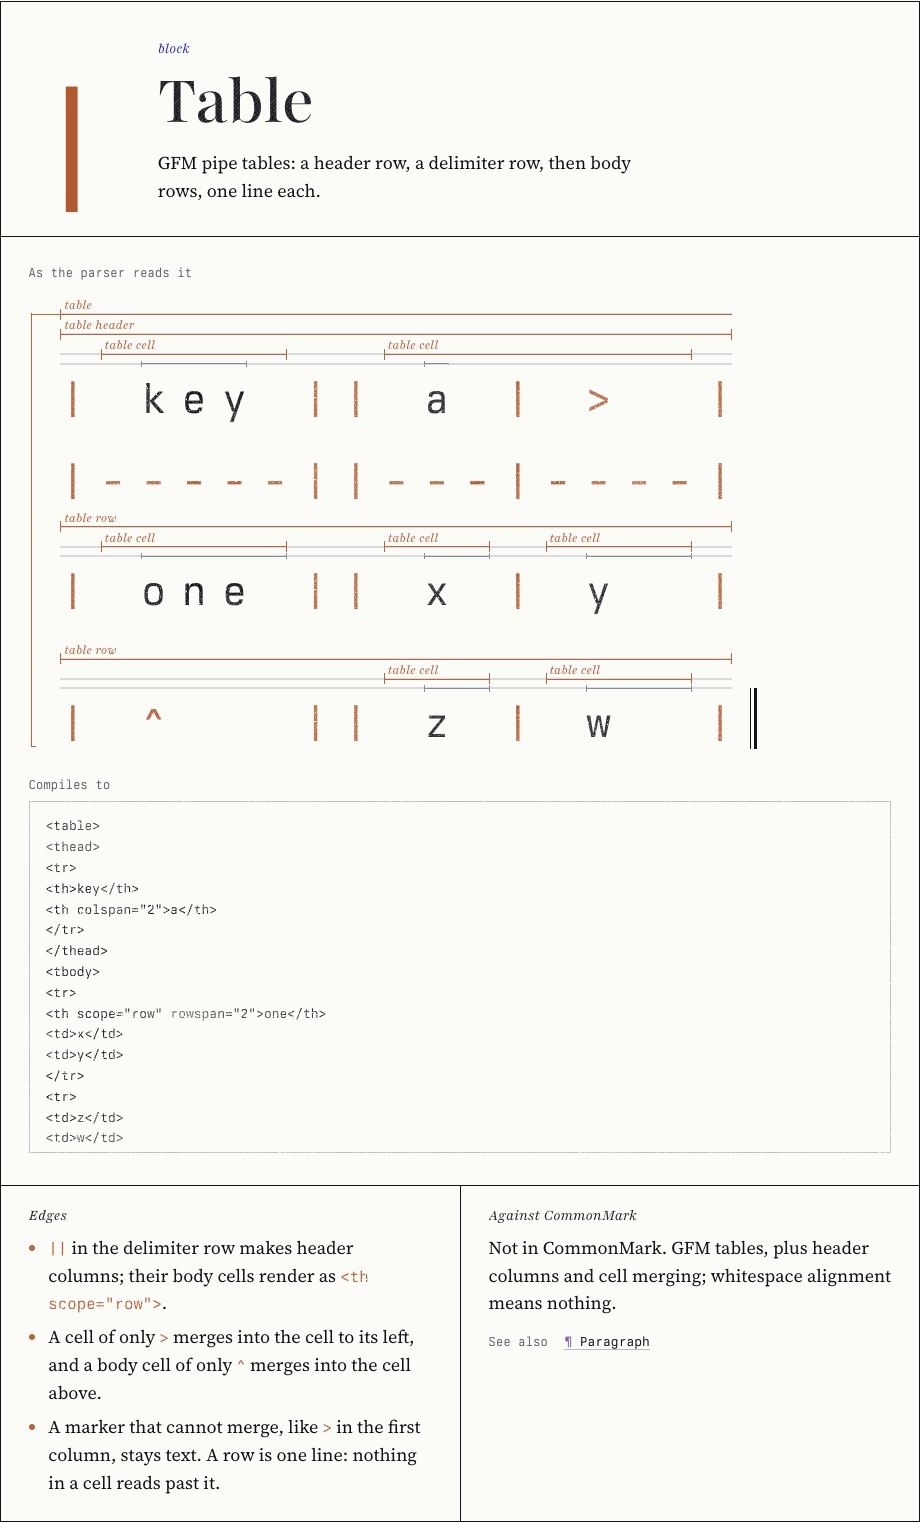 block
Table
GFM pipe tables: a header row, a delimiter row, then body
rows, one line each.
As the parser reads it
table
table header
table cell table cell
| key || a | > |
|-----||---|----|
table row
table cell table cell table cell
| one || x | y |
table row
table cell table cell
| ^ || z | w |
Compiles to
<table>
<thead>
<tr>
<th>key</th>
<th colspan="2">a</th>
</tr>
</thead>
<tbody>
<tr>
<th scope="row" rowspan="2">one</th>
<td>x</td>
<td>y</td>
</tr>
<tr>
<td>z</td>
<td>w</td>
Edges
• || in the delimiter row makes header
columns; their body cells render as <th
scope="row">.
• A cell of only > merges into the cell to its left,
and a body cell of only ^ merges into the cell
above.
• A marker that cannot merge, like > in the first
column, stays text. A row is one line: nothing
in a cell reads past it.
Against CommonMark
Not in CommonMark. GFM tables, plus header
columns and cell merging; whitespace alignment
means nothing.
See also ¶ Paragraph